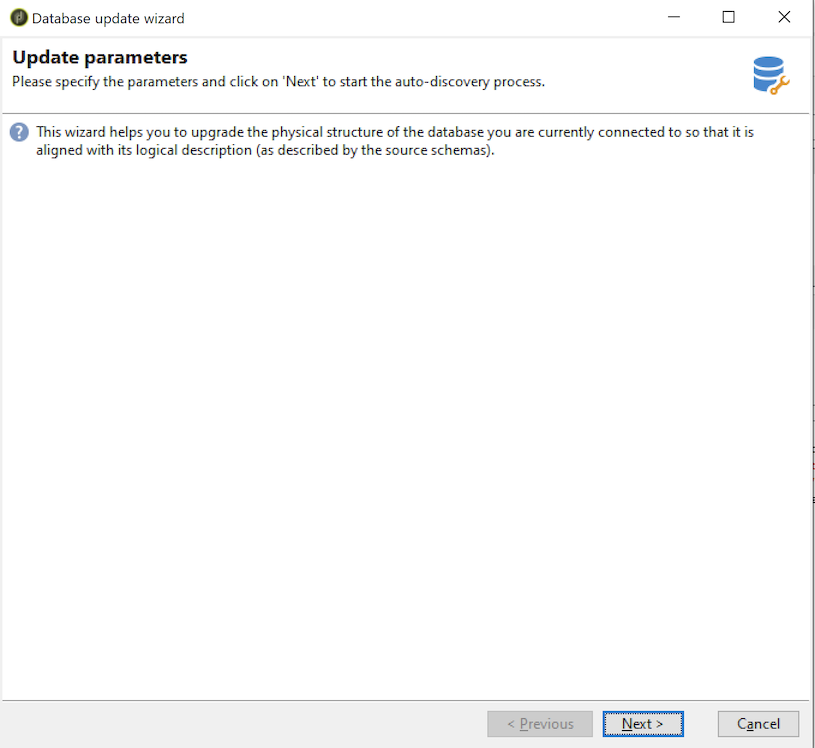 Database update wizard
Update parameters
Please specify the parameters and click on 'Next' to start the auto-discovery process.
This wizard helps you to upgrade the physical structure of the database you are currently connected to so that it is
aligned with its logical description (as described by the source schemas).
< Previous
Next >
Cancel